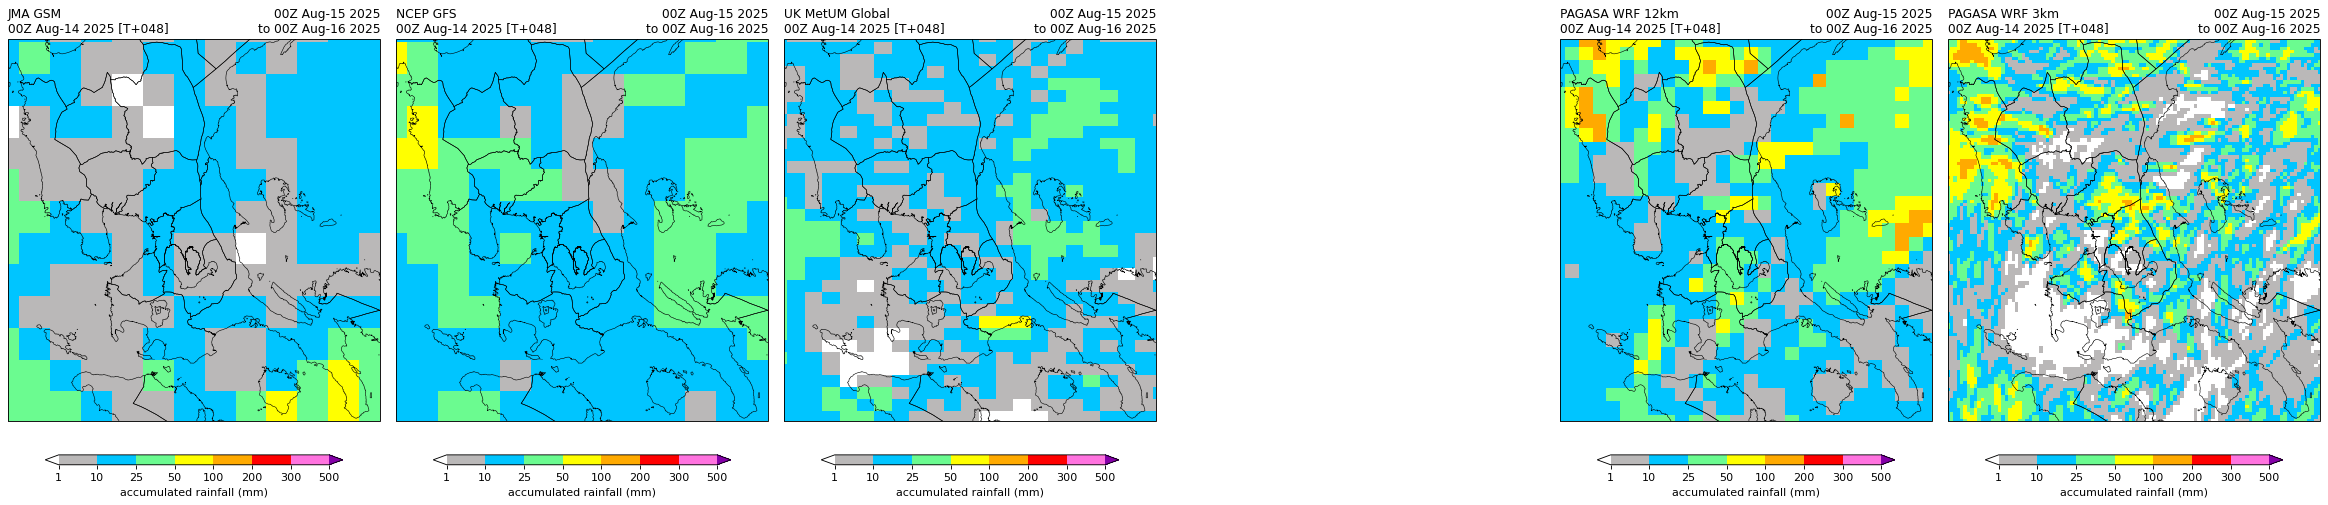 JMA GSM 00Z Aug-15 2025
00Z Aug-14 2025 [T+048] to 00Z Aug-16 2025
NCEP GFS 00Z Aug-15 2025
00Z Aug-14 2025 [T+048] to 00Z Aug-16 2025
UK MetUM Global 00Z Aug-15 2025
00Z Aug-14 2025 [T+048] to 00Z Aug-16 2025
PAGASA WRF 12km 00Z Aug-15 2025
00Z Aug-14 2025 [T+048] to 00Z Aug-16 2025
PAGASA WRF 3km 00Z Aug-15 2025
00Z Aug-14 2025 [T+048] to 00Z Aug-16 2025
1 10 25 50 100 200 300 500
accumulated rainfall (mm)
1 10 25 50 100 200 300 500
accumulated rainfall (mm)
1 10 25 50 100 200 300 500
accumulated rainfall (mm)
1 10 25 50 100 200 300 500
accumulated rainfall (mm)
1 10 25 50 100 200 300 500
accumulated rainfall (mm)